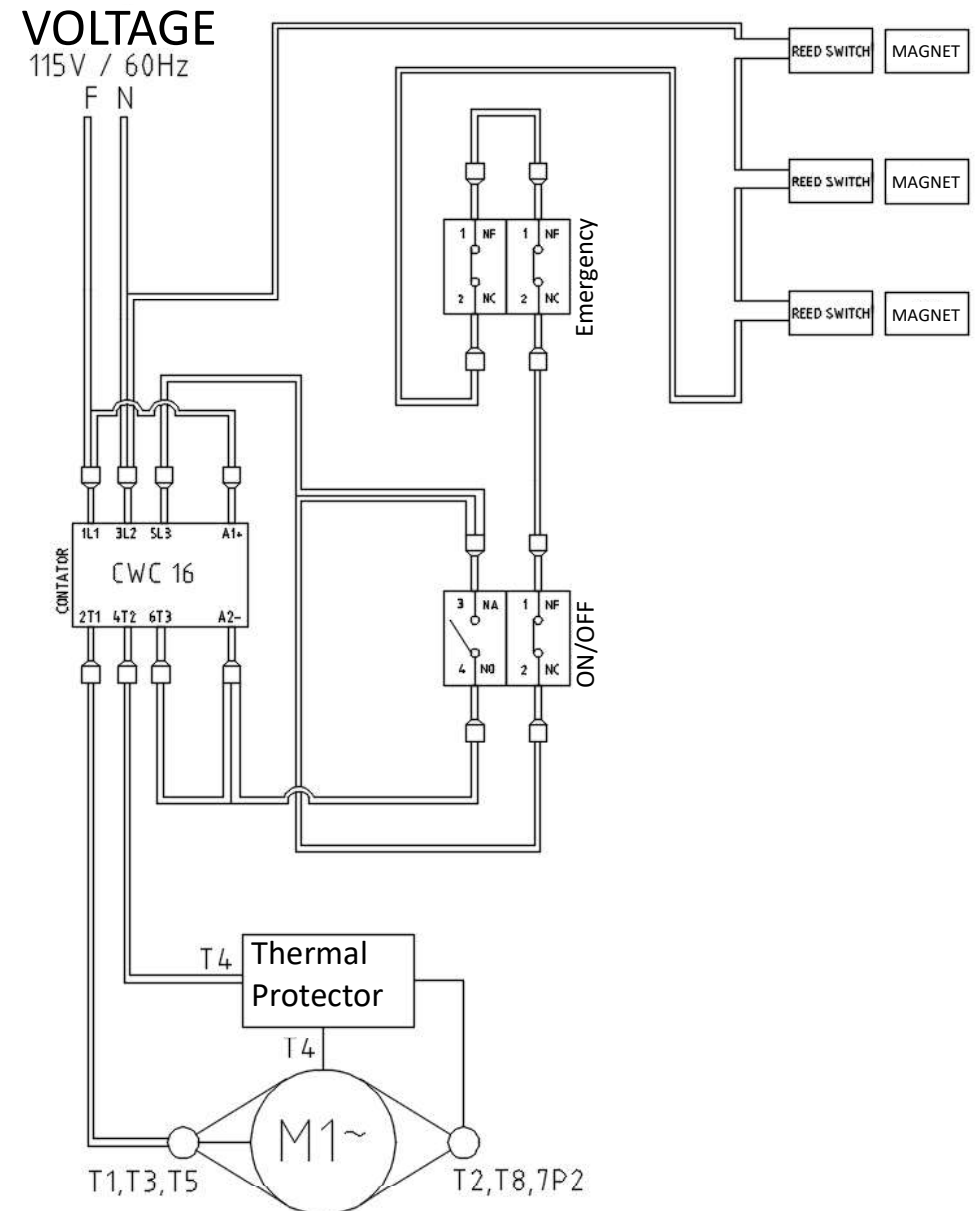 VOLTAGE
115V / 60Hz
F N
REED SWITCH MAGNET
REED SWITCH MAGNET
REED SWITCH MAGNET
1 NF 1 NF
2 NC 2 NC
Emergency
1L1 3L2 5L3 A1+
CONTATOR
CWC 16
2T1 4T2 6T3 A2-
3 NA 1 NF
4 NO 2 NC
ON/OFF
T4
Thermal
Protector
T4
M1~
T1,T3,T5
T2,T8,7P2